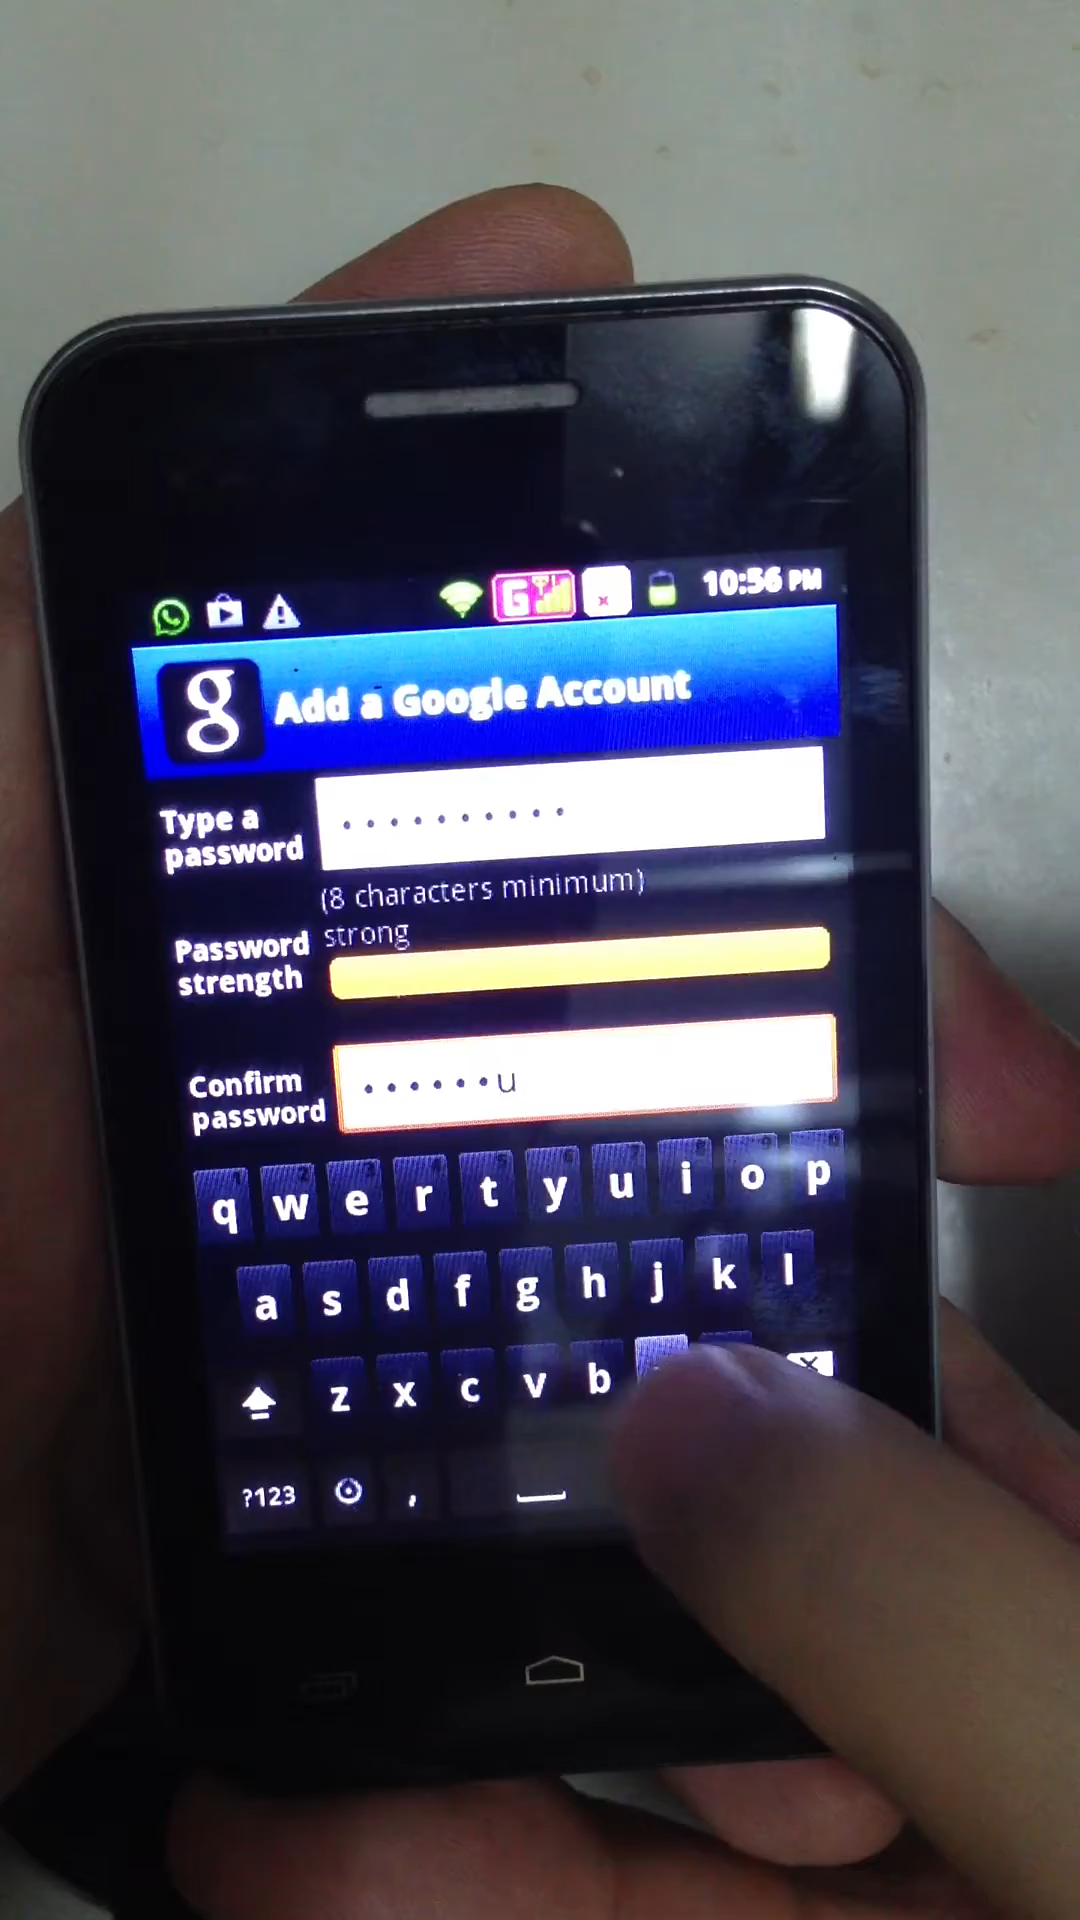 10:56 PM
g Add a Google Account
Type a
password
••••••••••
(8 characters minimum)
Password
strength
strong
Confirm
password
••••••u
q w e r t y u i o p
a s d f g h j k l
z x c v b
?123 ,